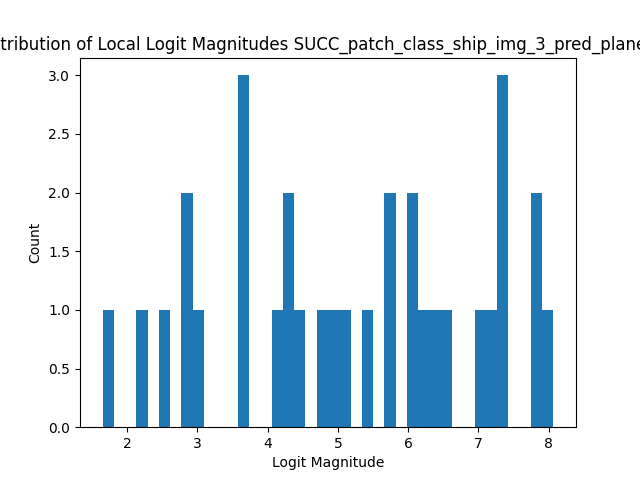 tribution of Local Logit Magnitudes SUCC_patch_class_ship_img_3_pred_plane
3.0
2.5
2.0
1.5
1.0
0.5
0.0
Count
2 3 4 5 6 7 8
Logit Magnitude